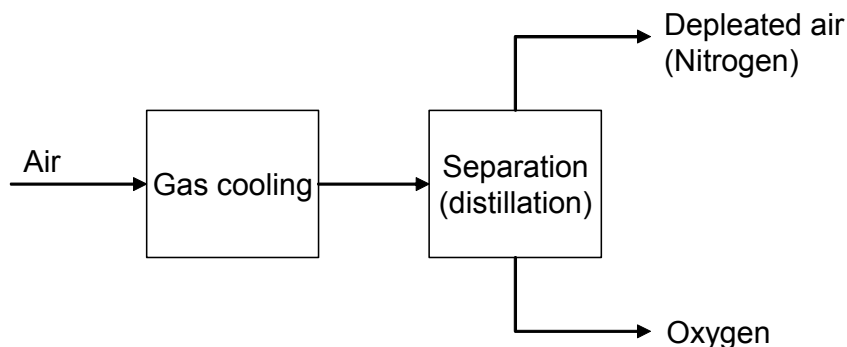 Depleated air
(Nitrogen)
Air
Gas cooling
Separation
(distillation)
Oxygen